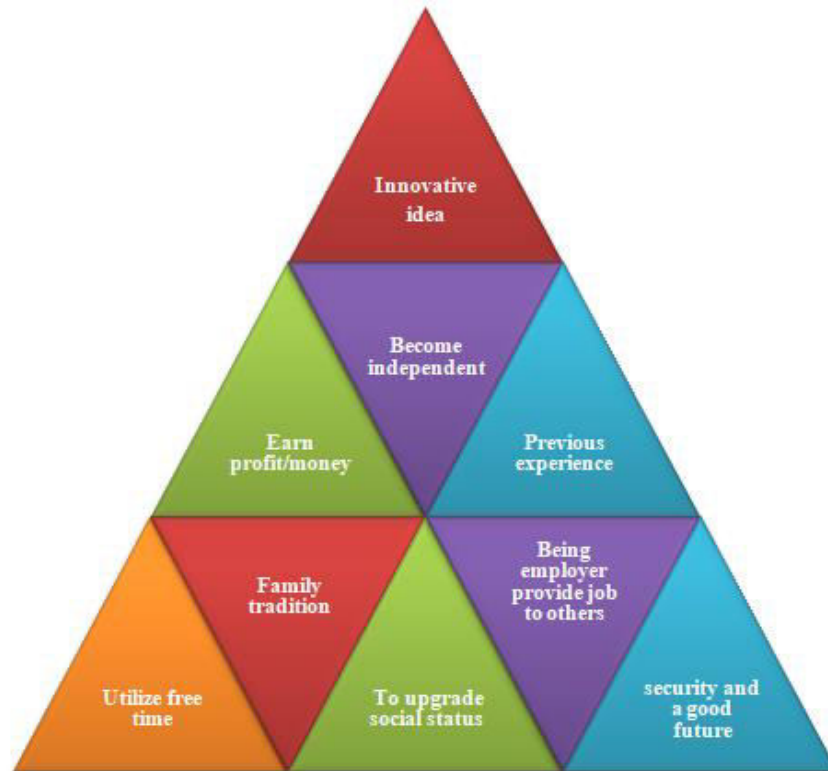 Innovative
idea
Become
independent
Earn
profit/money
Previous
experience
Family
tradition
Being
employer
provide job
to others
Utilize free
time
To upgrade
social status
security and
a good
future